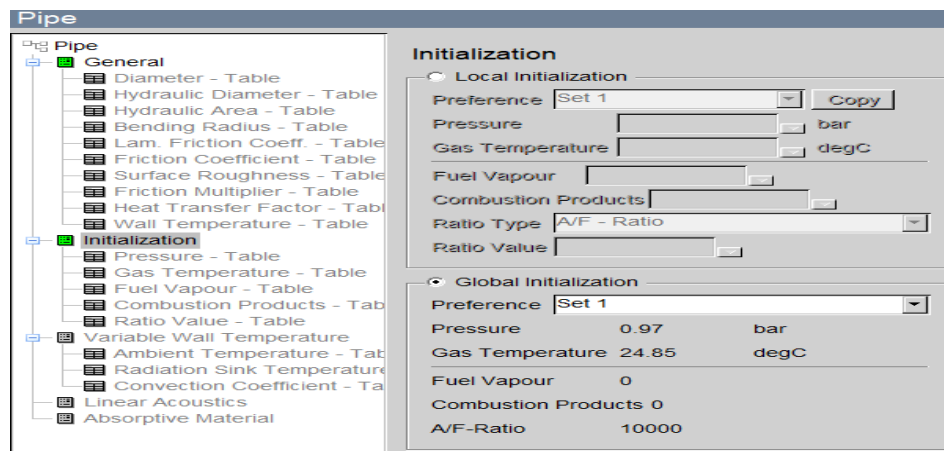 Pipe
Pipe
General
Diameter - Table
Hydraulic Diameter - Table
Hydraulic Area - Table
Bending Radius - Table
Lam. Friction Coeff. - Table
Friction Coefficient - Table
Surface Roughness - Table
Friction Multiplier - Table
Heat Transfer Factor - Tabl
Wall Temperature - Table
Initialization
Pressure - Table
Gas Temperature - Table
Fuel Vapour - Table
Combustion Products - Tab
Ratio Value - Table
Variable Wall Temperature
Ambient Temperature - Tab
Radiation Sink Temperature
Convection Coefficient - Ta
Linear Acoustics
Absorptive Material
Initialization
Local Initialization
Preference Set 1 Copy
Pressure bar
Gas Temperature degC
Fuel Vapour
Combustion Products
Ratio Type A/F - Ratio
Ratio Value
Global Initialization
Preference Set 1
Pressure 0.97 bar
Gas Temperature 24.85 degC
Fuel Vapour 0
Combustion Products 0
A/F-Ratio 10000